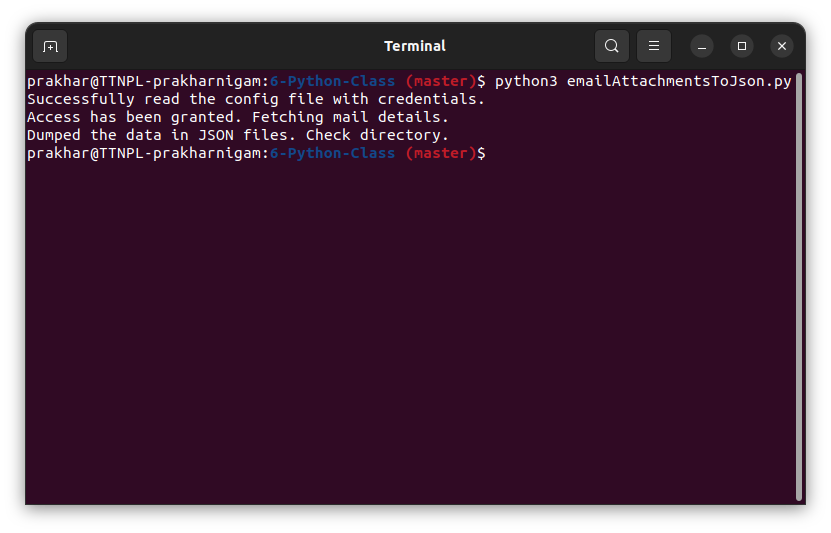 Terminal
prakhar@TTNPL-prakharnigam:6-Python-Class (master)$ python3 emailAttachmentsToJson.py
Successfully read the config file with credentials.
Access has been granted. Fetching mail details.
Dumped the data in JSON files. Check directory.
prakhar@TTNPL-prakharnigam:6-Python-Class (master)$